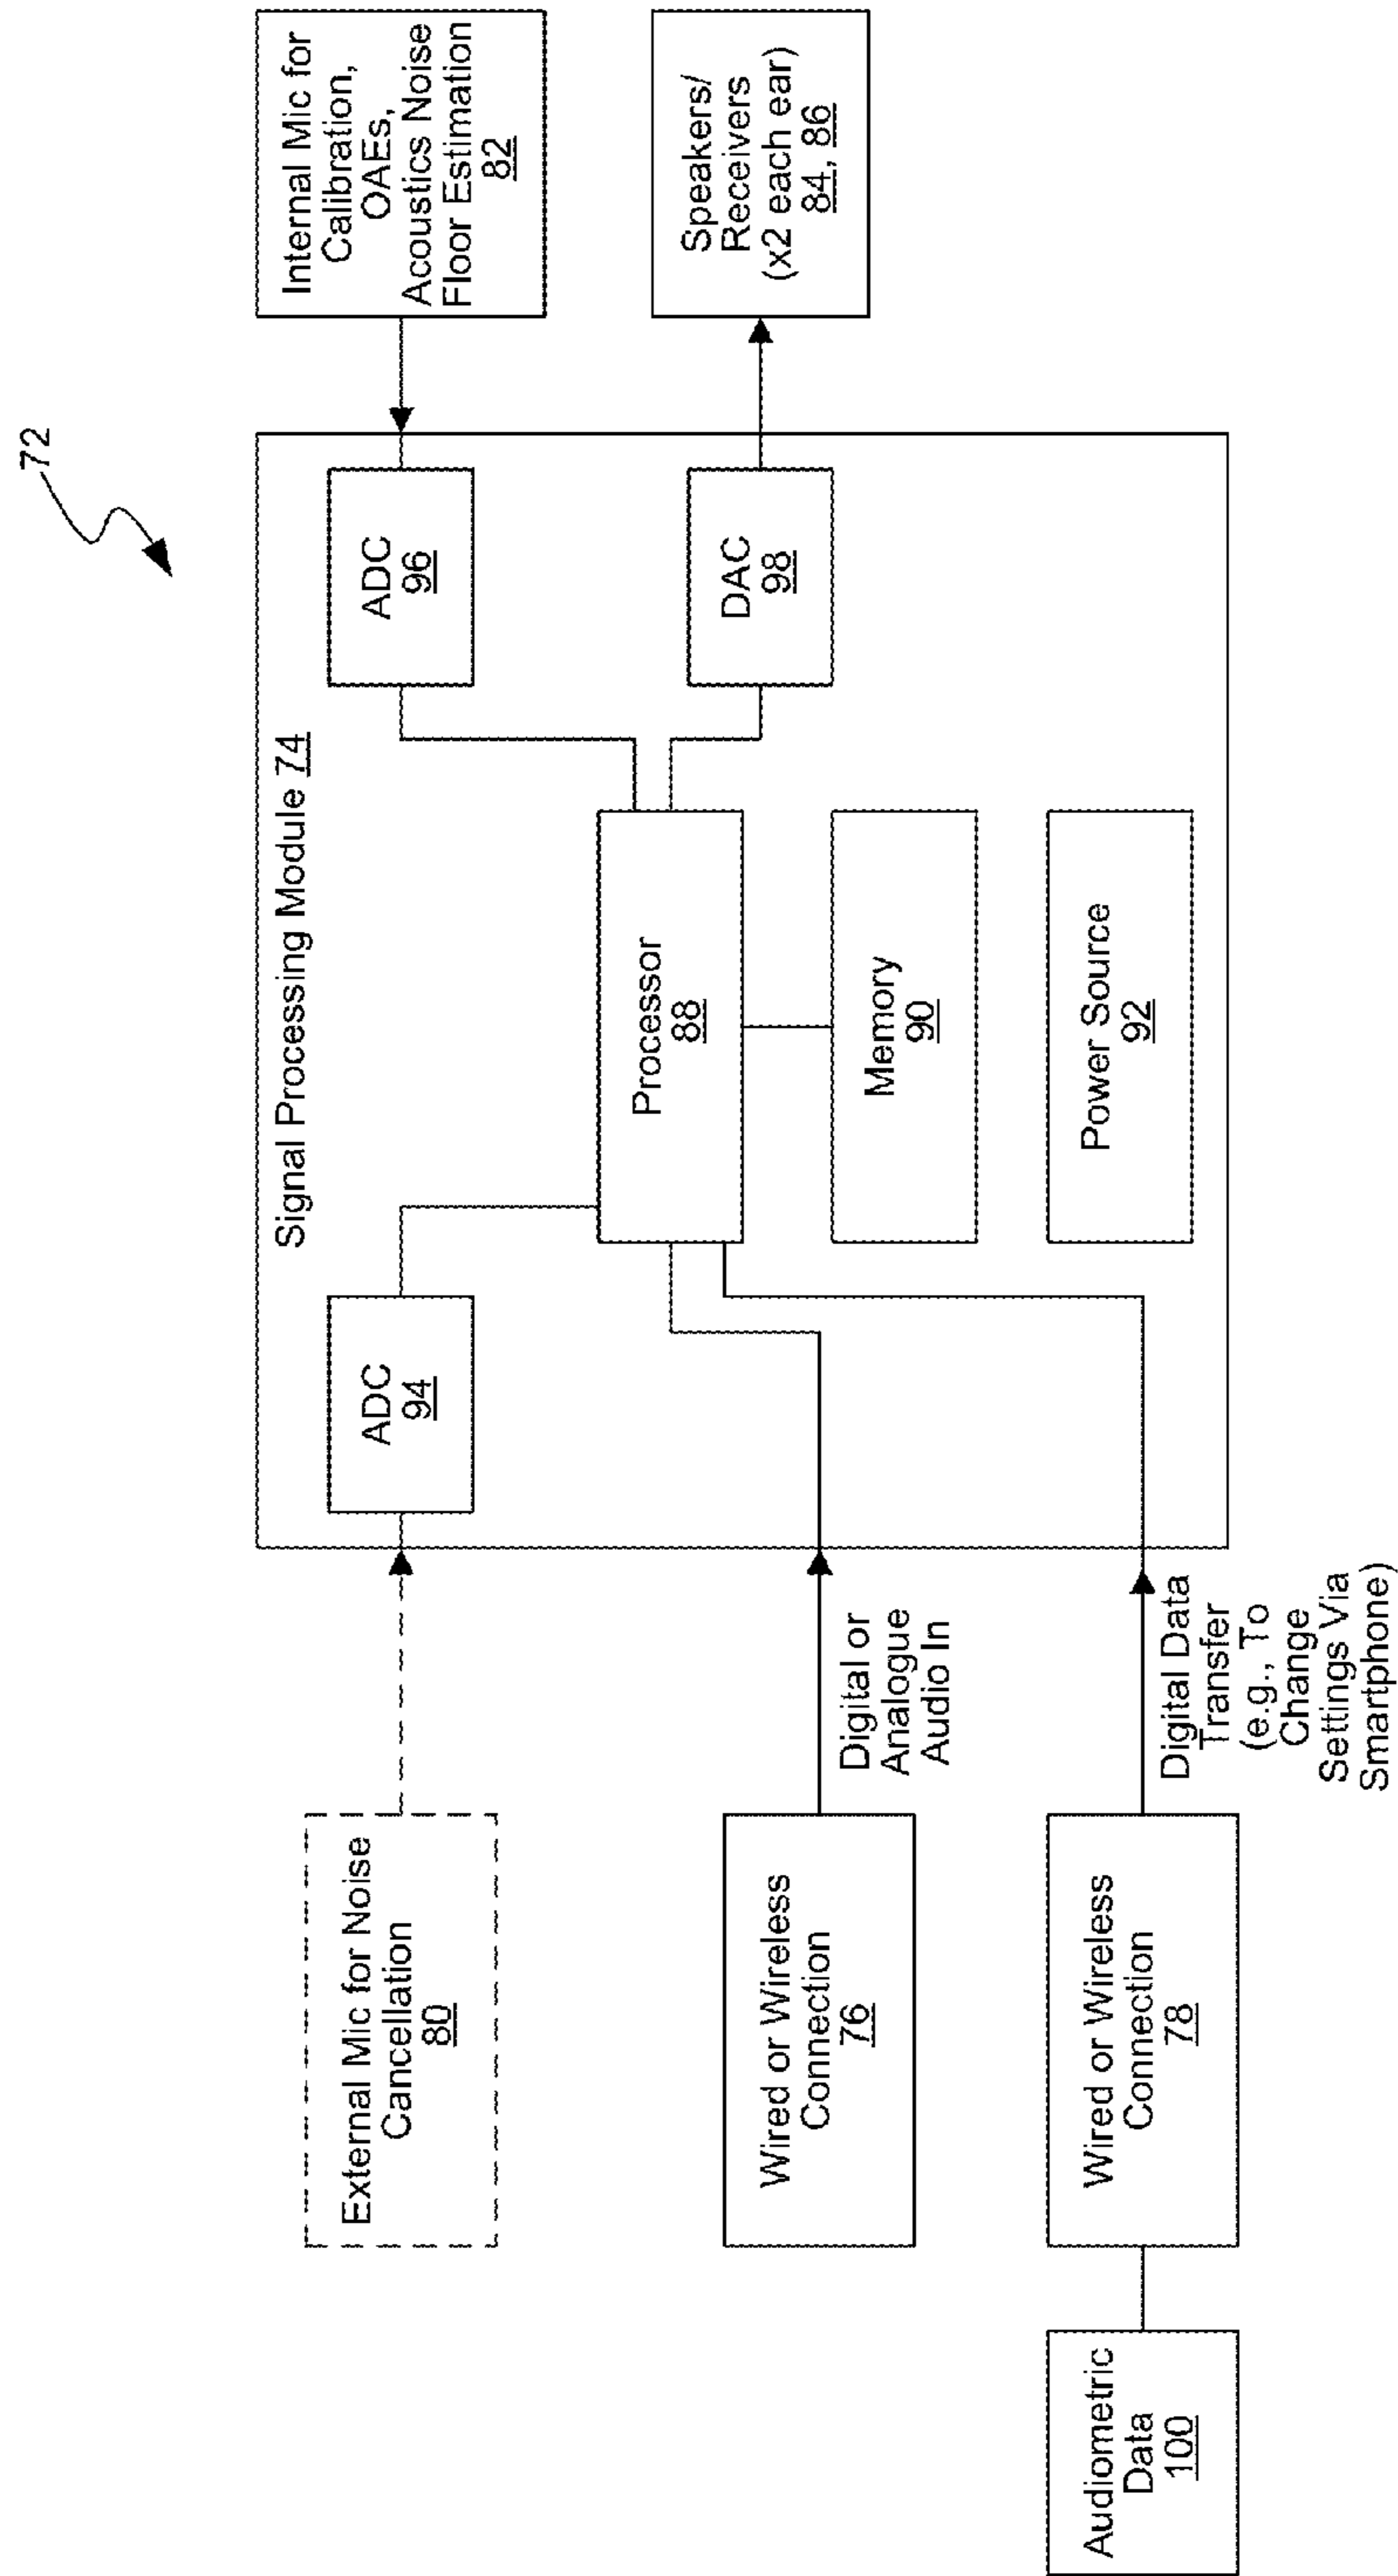 72
Signal Processing Module 74
External Mic for Noise
Cancellation
80
ADC
94
ADC
96
Internal Mic for
Calibration,
OAEs,
Acoustics Noise
Floor Estimation
82
Wired or Wireless
Connection
76
Digital or
Analogue
Audio In
Processor
88
DAC
98
Speakers/
Receivers
(x2 each ear)
84, 86
Memory
90
Audiometric
Data
100
Wired or Wireless
Connection
78
Digital Data
Transfer
(e.g., To
Change
Settings Via
Smartphone)
Power Source
92